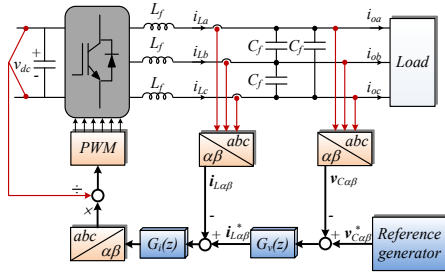 L_f i_La i_oa
v_dc + -
L_f i_Lb C_f C_f i_ob
Load
L_f i_Lc C_f i_oc
PWM
abc
αβ
abc
αβ
÷
×
i_Lαβ
v_Cαβ
abc
αβ
G_i(z)
- + i*_Lαβ
G_v(z)
- + v*_Cαβ
Reference
generator